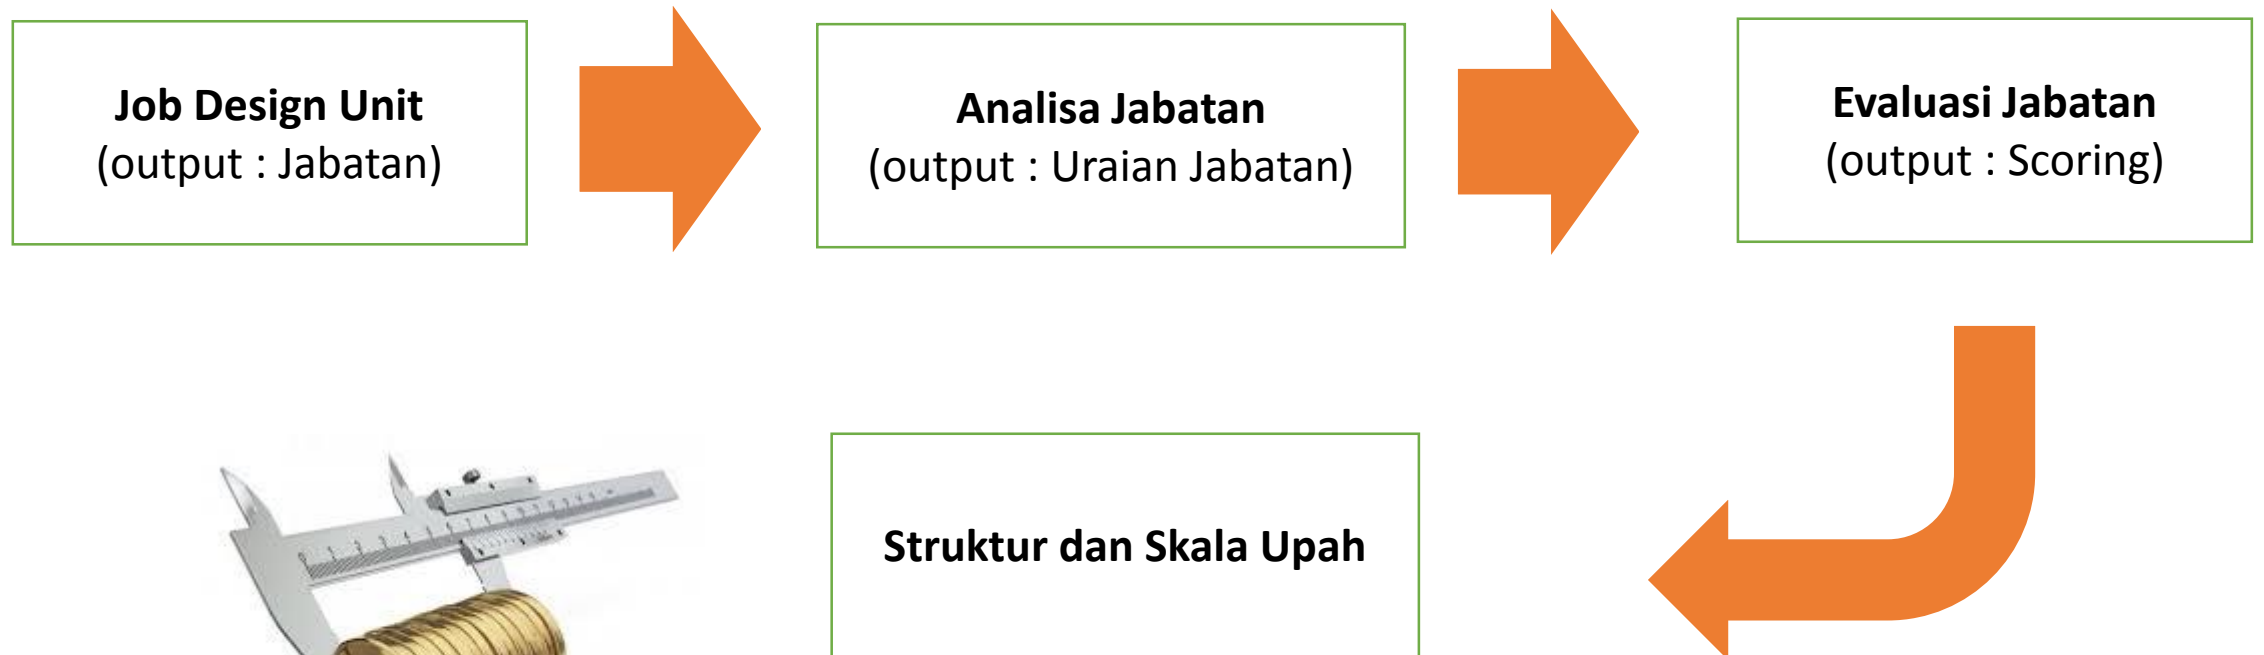 Job Design Unit
(output : Jabatan)
Analisa Jabatan
(output : Uraian Jabatan)
Evaluasi Jabatan
(output : Scoring)
Struktur dan Skala Upah